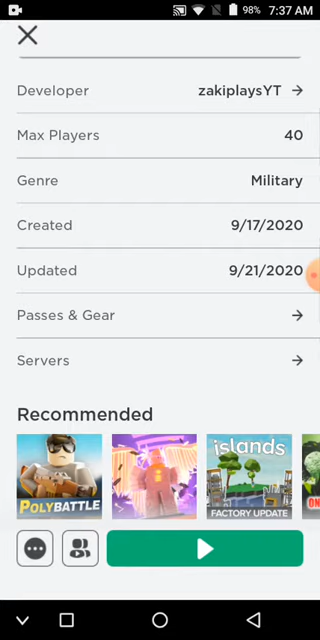 98% 7:37 AM
Developer zakiplaysYT
Max Players 40
Genre Military
Created 9/17/2020
Updated 9/21/2020
Passes & Gear
Servers
Recommended
POLYBATTLE
islands
FACTORY UPDATE
ON